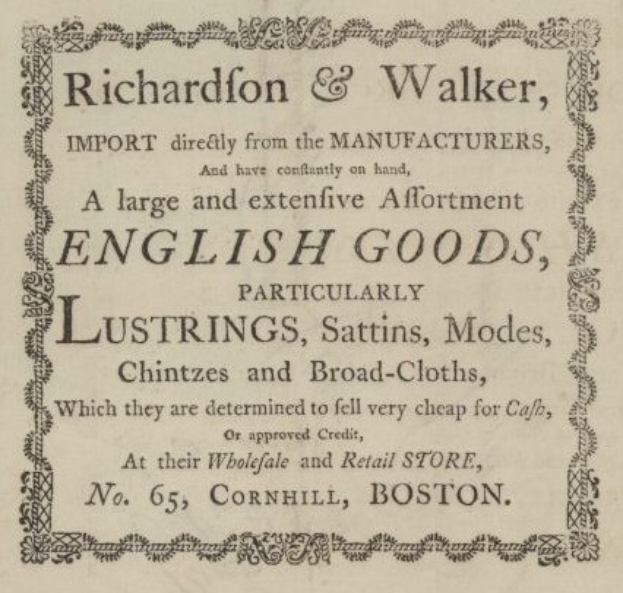 Richardſon & Walker,
IMPORT directly from the MANUFACTURERS,
And have conſtantly on hand,
A large and extenſive Aſſortment
ENGLISH GOODS,
PARTICULARLY
LUSTRINGS, Sattins, Modes,
Chintzes and Broad-Cloths,
Which they are determined to ſell very cheap for Caſh,
Or approved Credit,
At their Wholeſale and Retail STORE,
No. 65, CORNHILL, BOSTON.